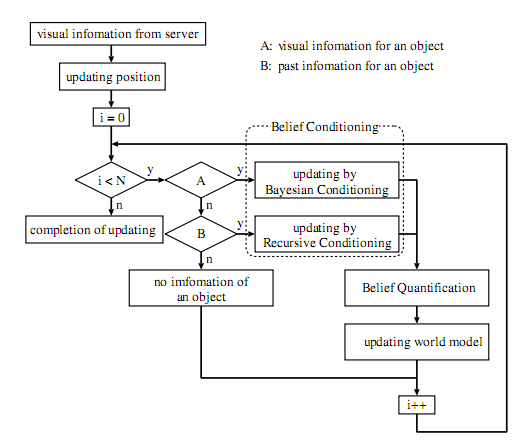 visual infomation from server
A: visual infomation for an object
B: past infomation for an object
updating position
i = 0
Belief Conditioning
i < N
y
A
y
updating by
Bayesian Conditioning
n
n
completion of updating
B
y
updating by
Recursive Conditioning
n
no imfomation of
an object
Belief Quantification
updating world model
i++